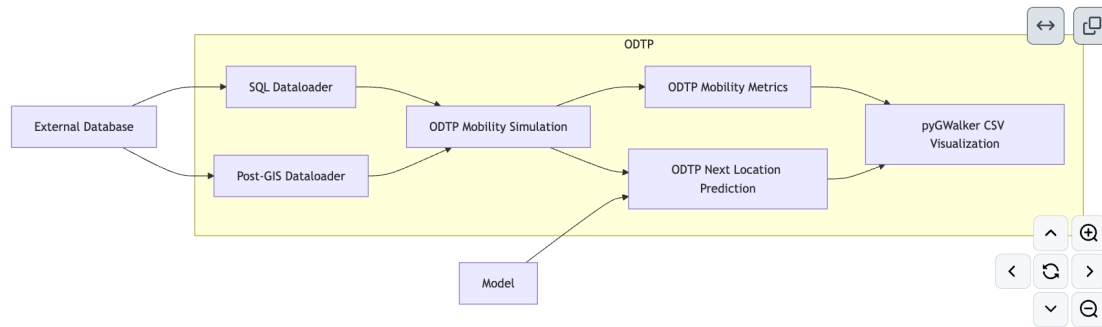 ODTP
SQL Dataloader
ODTP Mobility Metrics
External Database
ODTP Mobility Simulation
pyGWalker CSV
Visualization
Post-GIS Dataloader
ODTP Next Location
Prediction
Model